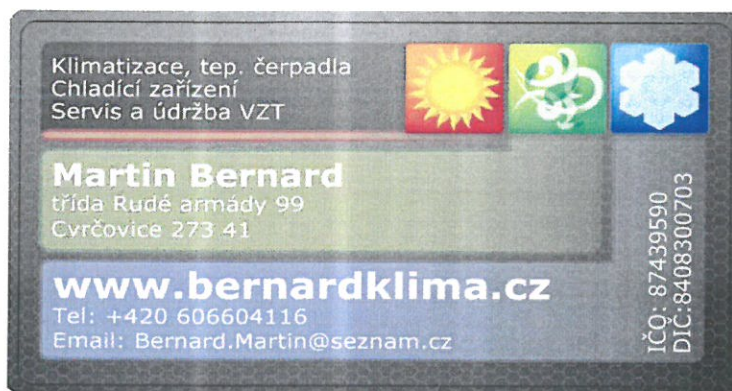 Klimatizace, tep. čerpadla
Chladící zařízení
Servis a údržba VZT
Martin Bernard
třída Rudé armády 99
Cvrčovice 273 41
www.bernardklima.cz
Tel: +420 606604116
Email: Bernard.Martin@seznam.cz
IČO: 87439590
DIČ:8408300703